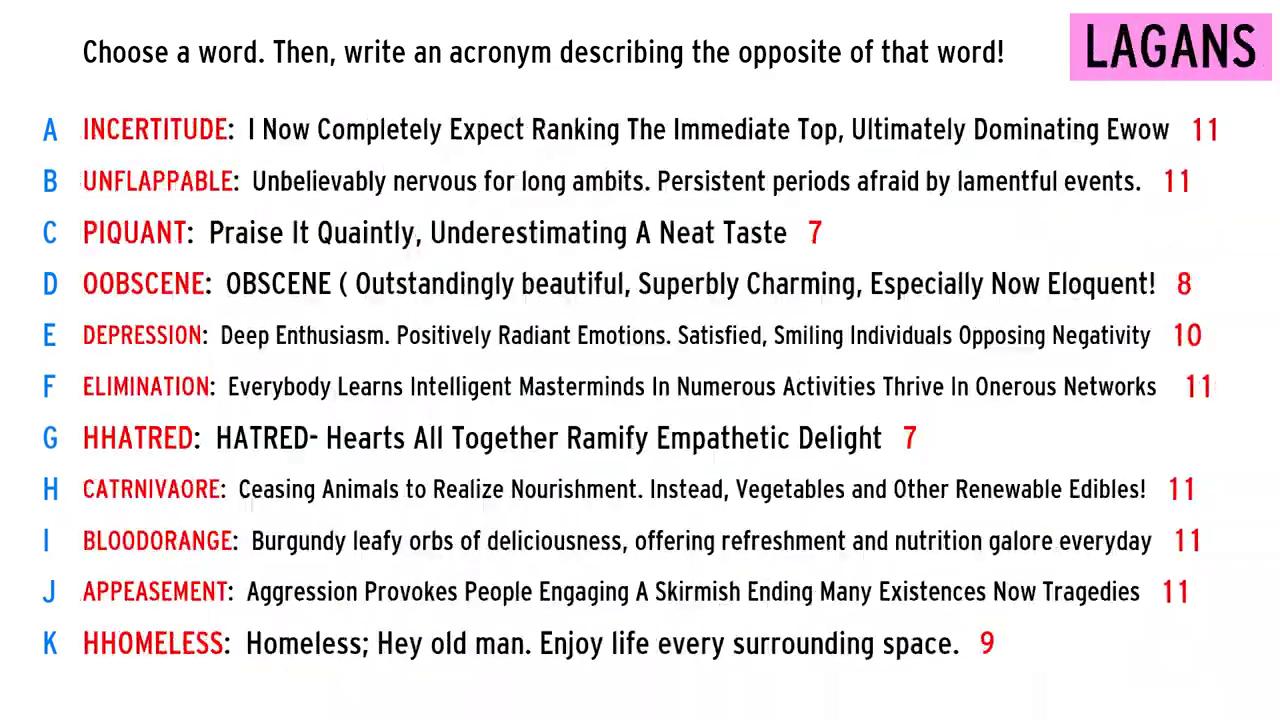 Choose a word. Then, write an acronym describing the opposite of that word!
LAGANS
A INCERTITUDE: I Now Completely Expect Ranking The Immediate Top, Ultimately Dominating Ewow 11
B UNFLAPPABLE: Unbelievably nervous for long ambits. Persistent periods afraid by lamentful events. 11
C PIQUANT: Praise It Quaintly, Underestimating A Neat Taste 7
D OOBSCENE: OBSCENE ( Outstandingly beautiful, Superbly Charming, Especially Now Eloquent! 8
E DEPRESSION: Deep Enthusiasm. Positively Radiant Emotions. Satisfied, Smiling Individuals Opposing Negativity 10
F ELIMINATION: Everybody Learns Intelligent Masterminds In Numerous Activities Thrive In Onerous Networks 11
G HHATRED: HATRED- Hearts All Together Ramify Empathetic Delight 7
H CATRNIVAORE: Ceasing Animals to Realize Nourishment. Instead, Vegetables and Other Renewable Edibles! 11
I BLOODORANGE: Burgundy leafy orbs of deliciousness, offering refreshment and nutrition galore everyday 11
J APPEASEMENT: Aggression Provokes People Engaging A Skirmish Ending Many Existences Now Tragedies 11
K HHOMELESS: Homeless; Hey old man. Enjoy life every surrounding space. 9